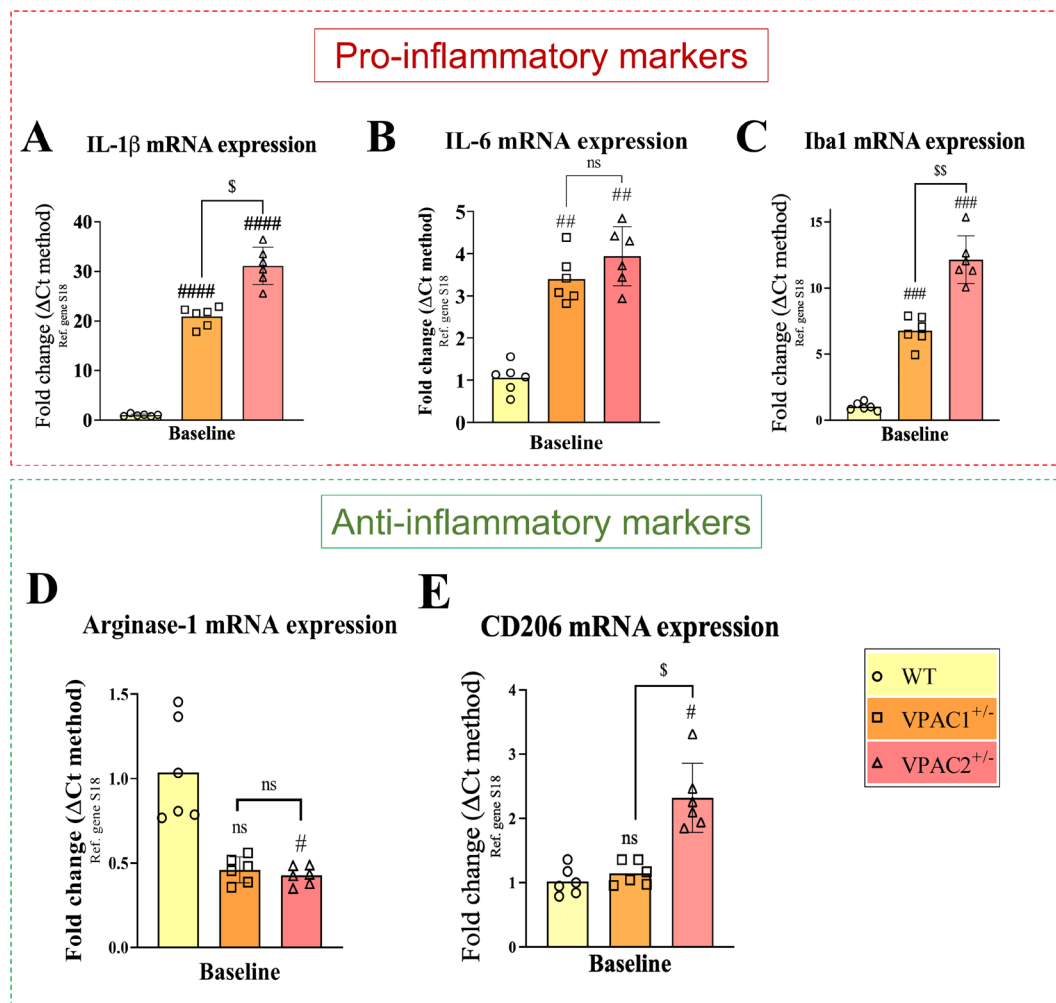 Pro-inflammatory markers
A
IL-1β mRNA expression
Fold change (ΔCt method)
Ref. gene S18
40
30
20
10
0
####
####
$
Baseline
B
IL-6 mRNA expression
Fold change (ΔCt method)
Ref. gene S18
5
4
3
2
1
0
##
##
ns
Baseline
C
Iba1 mRNA expression
Fold change (ΔCt method)
Ref. gene S18
15
10
5
0
###
###
$$
Baseline
Anti-inflammatory markers
D
Arginase-1 mRNA expression
Fold change (ΔCt method)
Ref. gene S18
1.5
1.0
0.5
0.0
ns
ns
#
Baseline
E
CD206 mRNA expression
Fold change (ΔCt method)
Ref. gene S18
4
3
2
1
0
$
#
ns
Baseline
WT
VPAC1+/-
VPAC2+/-